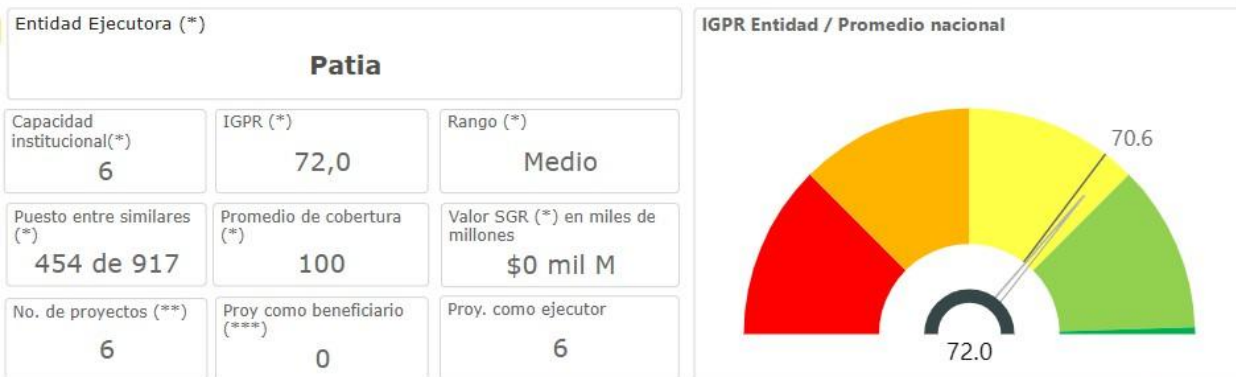 Entidad Ejecutora (*)
Patia
IGPR Entidad / Promedio nacional
Capacidad
institucional(*)
6
IGPR (*)
72,0
Rango (*)
Medio
Puesto entre similares
(*)
454 de 917
Promedio de cobertura
(*)
100
Valor SGR (*) en miles de
millones
$0 mil M
No. de proyectos (**)
6
Proy como beneficiario
(***)
0
Proy. como ejecutor
6
70.6
72.0